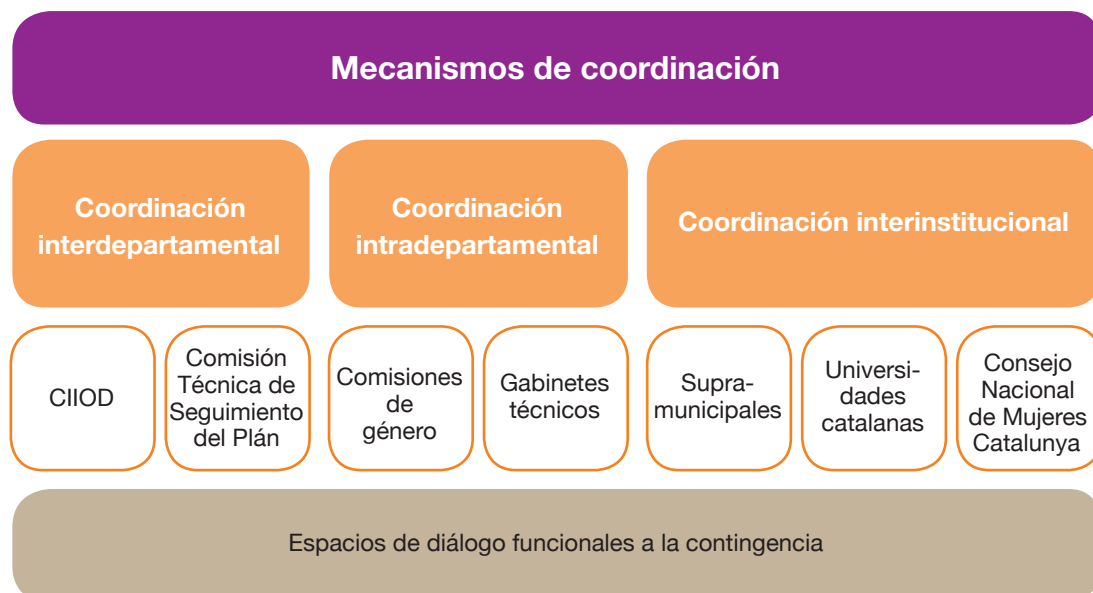 Mecanismos de coordinación
Coordinación
interdepartamental
Coordinación
intradepartamental
Coordinación interinstitucional
CIIOD
Comisión
Técnica de
Seguimiento
del Plán
Comisiones
de
género
Gabinetes
técnicos
Supra-
municipales
Universi-
dades
catalanas
Consejo
Nacional
de Mujeres
Catalunya
Espacios de diálogo funcionales a la contingencia